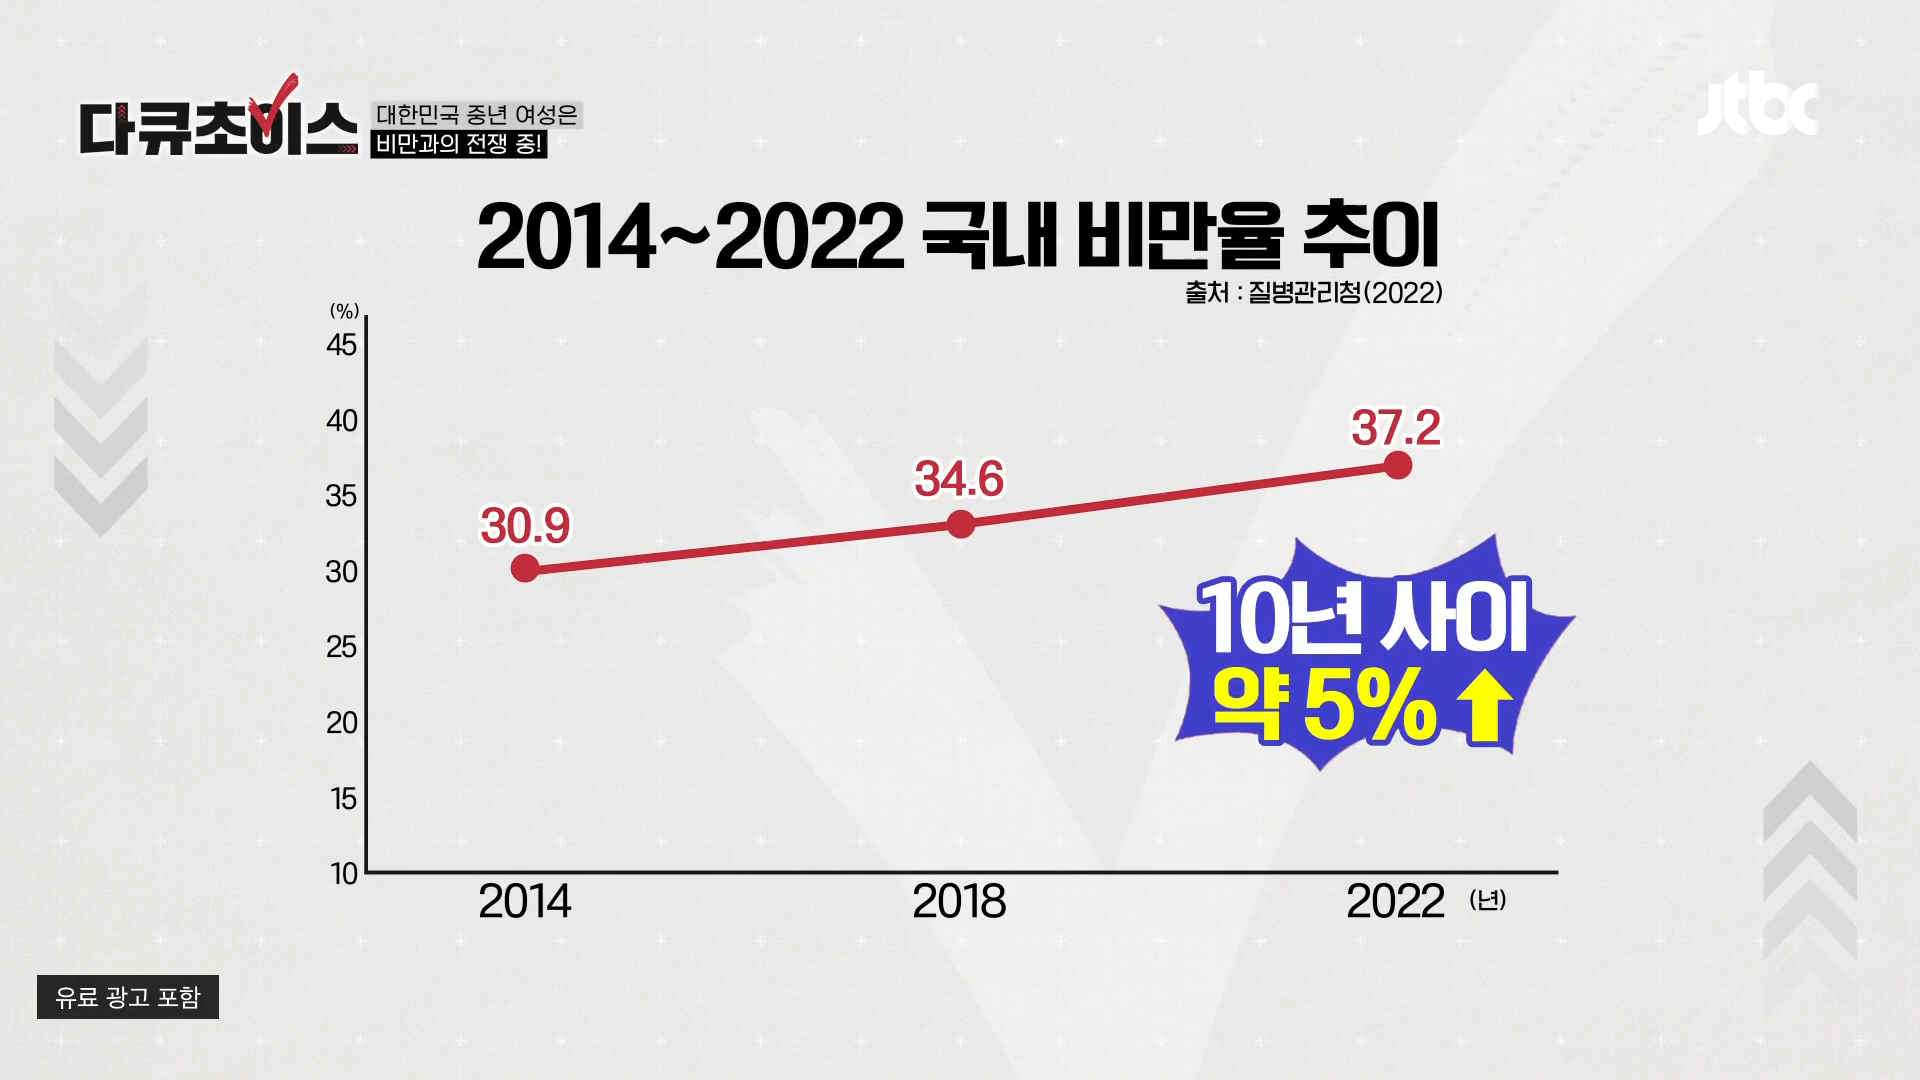 다큐초이스
대한민국 중년 여성은
비만과의 전쟁 중!
jtbc
2014~2022 국내 비만율 추이
출처 : 질병관리청(2022)
(%)
45
40
35
30
25
20
15
10
30.9
34.6
37.2
10년 사이
약 5%
2014 2018 2022 (년)
유료 광고 포함